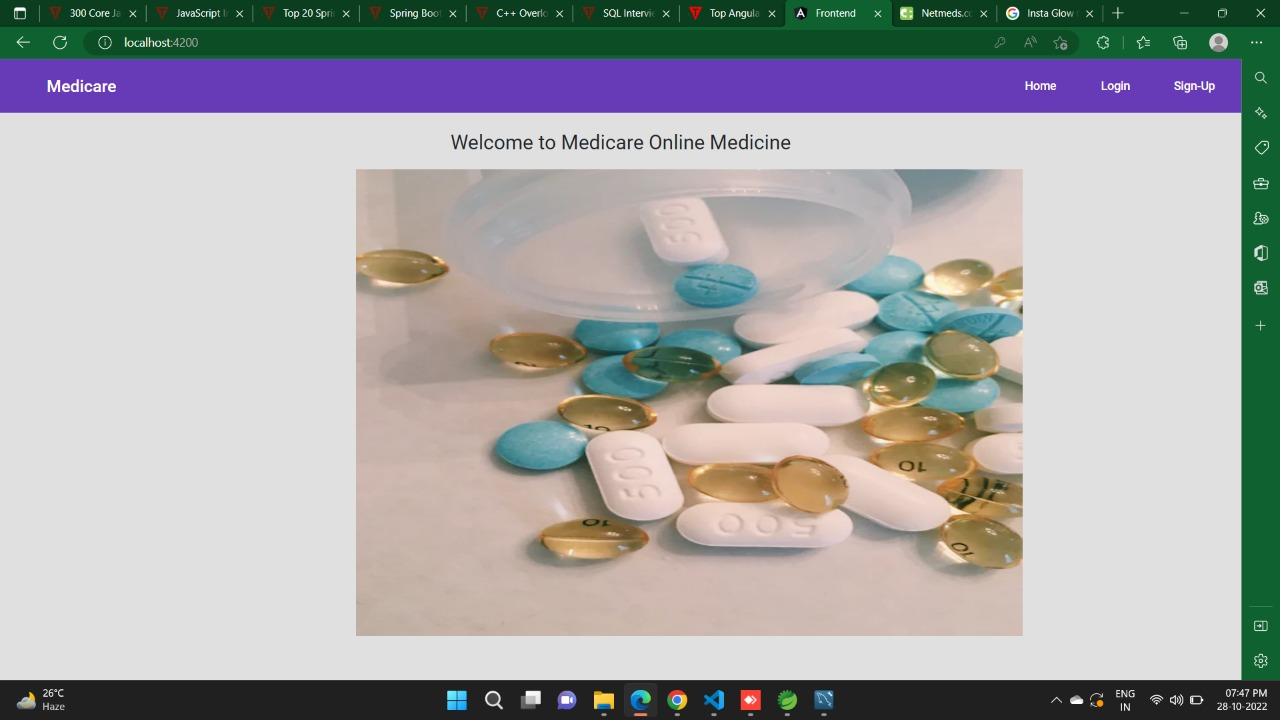 300 Core Ja
JavaScript I
Top 20 Spri
Spring Boot
C++ Overlo
SQL Intervie
Top Angula
Frontend
Netmeds.co
Insta Glow
localhost:4200
Medicare
Home
Login
Sign-Up
Welcome to Medicare Online Medicine
500
10
500
10
500
10
10
26°C
Haze
ENG
IN
07:47 PM
28-10-2022